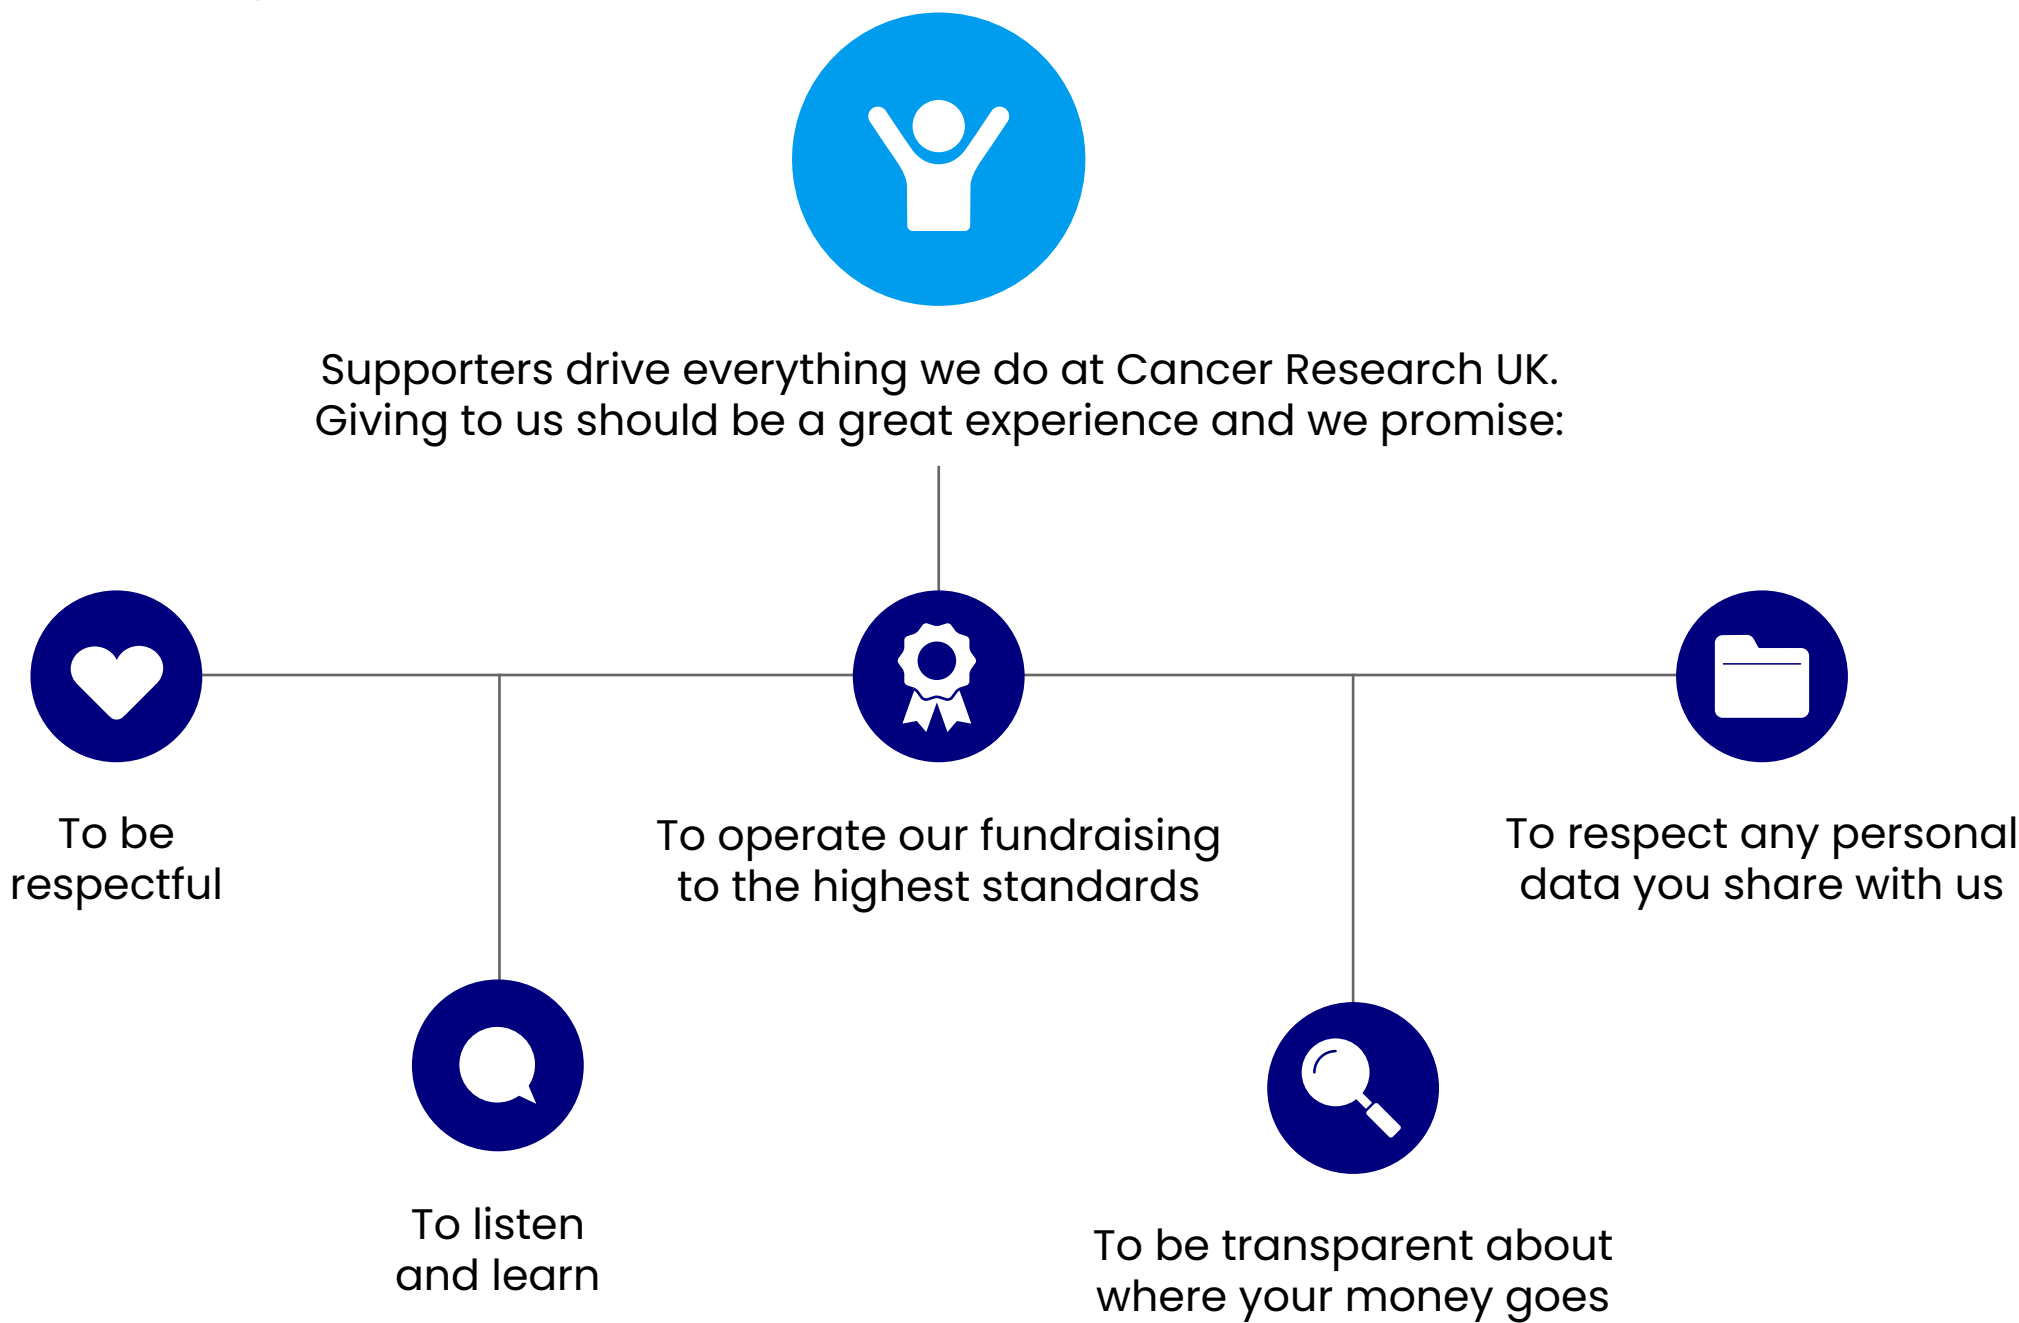 Supporters drive everything we do at Cancer Research UK.
Giving to us should be a great experience and we promise:
To be
respectful
To listen
and learn
To operate our fundraising
to the highest standards
To be transparent about
where your money goes
To respect any personal
data you share with us